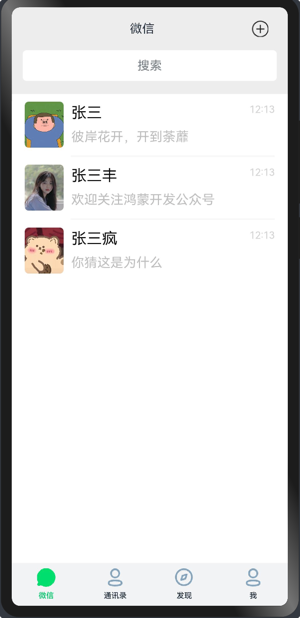 微信
搜索
张三
12:13
彼岸花开，开到荼蘼
张三丰
12:13
欢迎关注鸿蒙开发公众号
张三疯
12:13
你猜这是为什么
微信
通讯录
发现
我